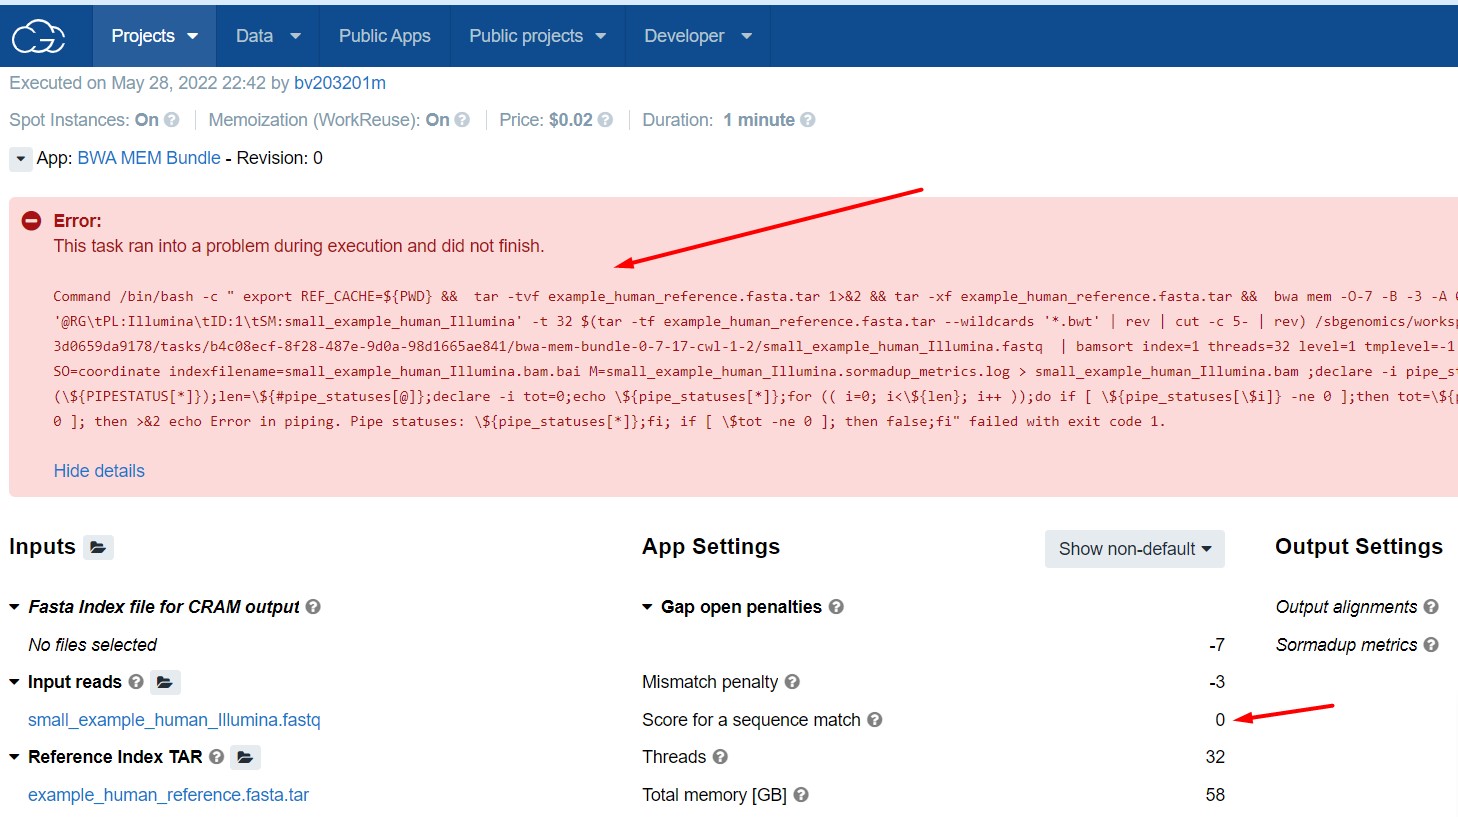 Projects Data Public Apps Public projects Developer
Executed on May 28, 2022 22:42 by bv203201m
Spot Instances: On Memoization (WorkReuse): On Price: $0.02 Duration: 1 minute
App: BWA MEM Bundle - Revision: 0
Error:
This task ran into a problem during execution and did not finish.
Command /bin/bash -c " export REF_CACHE=${PWD} && tar -tvf example_human_reference.fasta.tar 1>&2 && tar -xf example_human_reference.fasta.tar && bwa mem -O-7 -B -3 -A
'@RG\tPL:Illumina\tID:1\tSM:small_example_human_Illumina' -t 32 $(tar -tf example_human_reference.fasta.tar --wildcards '*.bwt' | rev | cut -c 5- | rev) /sbgenomics/worksp
3d0659da9178/tasks/b4c08ecf-8f28-487e-9d0a-98d1665ae841/bwa-mem-bundle-0-7-17-cwl-1-2/small_example_human_Illumina.fastq | bamsort index=1 threads=32 level=1 tmplevel=-1
SO=coordinate indexfilename=small_example_human_Illumina.bam.bai M=small_example_human_Illumina.sormadup_metrics.log > small_example_human_Illumina.bam ;declare -i pipe_st
(\${PIPESTATUS[*]});len=\${#pipe_statuses[@]};declare -i tot=0;echo \${pipe_statuses[*]};for (( i=0; i<\${len}; i++ ));do if [ \${pipe_statuses[\$i]} -ne 0 ];then tot=\${p
0 ]; then >&2 echo Error in piping. Pipe statuses: \${pipe_statuses[*]};fi; if [ \$tot -ne 0 ]; then false;fi" failed with exit code 1.
Hide details
Inputs
Fasta Index file for CRAM output
No files selected
Input reads
small_example_human_Illumina.fastq
Reference Index TAR
example_human_reference.fasta.tar
App Settings Show non-default
Gap open penalties
-7
Mismatch penalty -3
Score for a sequence match 0
Threads 32
Total memory [GB] 58
Output Settings
Output alignments
Sormadup metrics